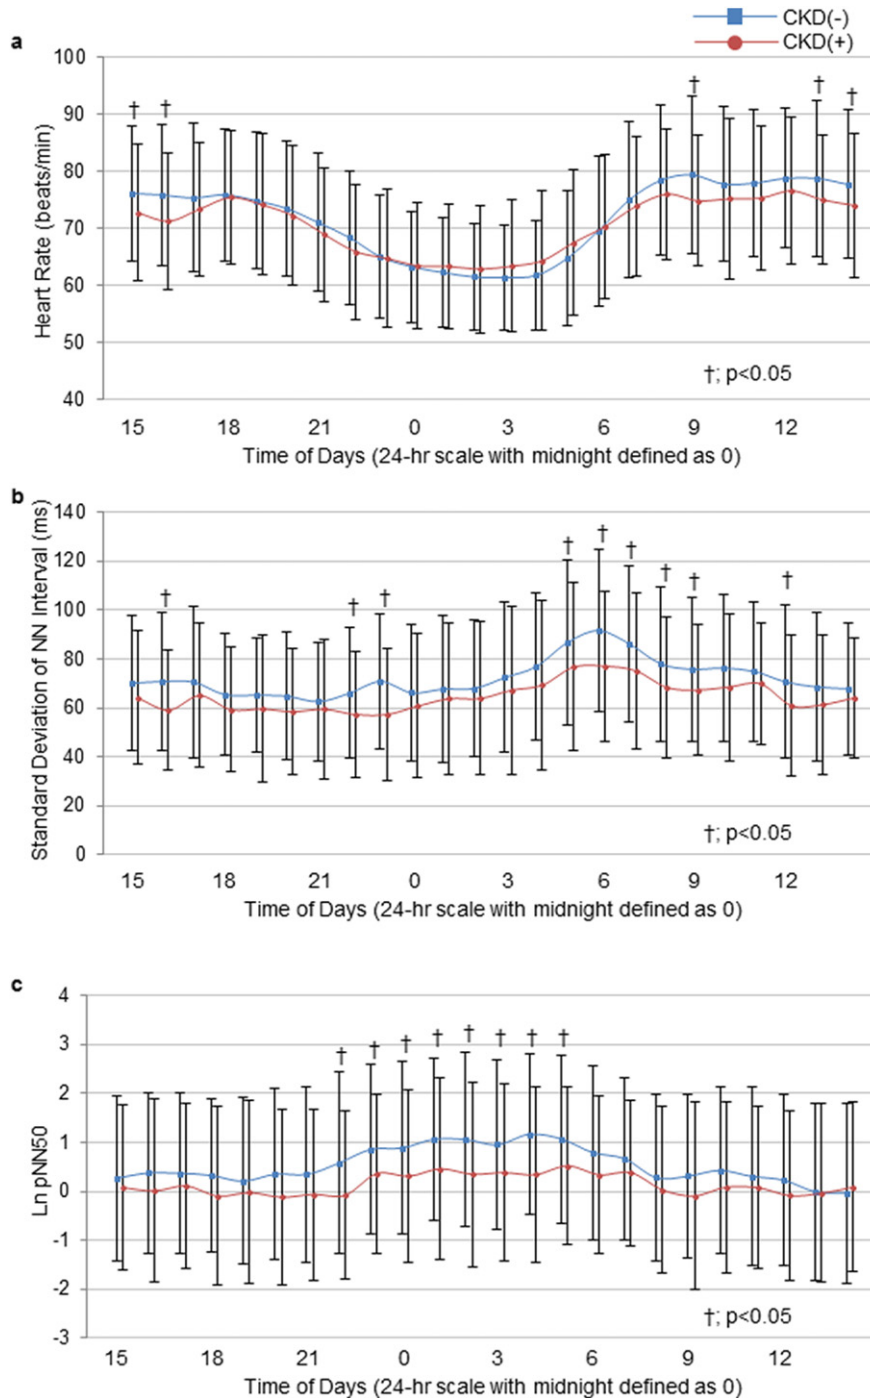 CKD(-)
CKD(+)
a
100
90
80
70
60
50
40
Heart Rate (beats/min)
† † † † †
†; p<0.05
15 18 21 0 3 6 9 12
Time of Days (24-hr scale with midnight defined as 0)
b
140
120
100
80
60
40
20
0
Standard Deviation of NN Interval (ms)
† † † † † † † † †
†; p<0.05
15 18 21 0 3 6 9 12
Time of Days (24-hr scale with midnight defined as 0)
c
4
3
2
1
0
-1
-2
-3
Ln pNN50
† † † † † † † †
†; p<0.05
15 18 21 0 3 6 9 12
Time of Days (24-hr scale with midnight defined as 0)